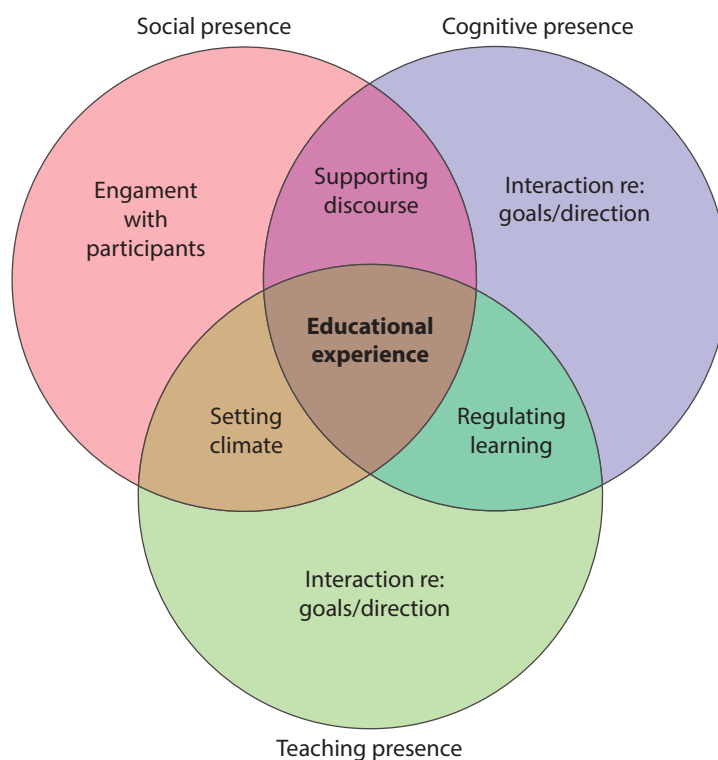 Social presence
Cognitive presence
Engament
with
participants
Supporting
discourse
Interaction re:
goals/direction
Educational
experience
Setting
climate
Regulating
learning
Interaction re:
goals/direction
Teaching presence